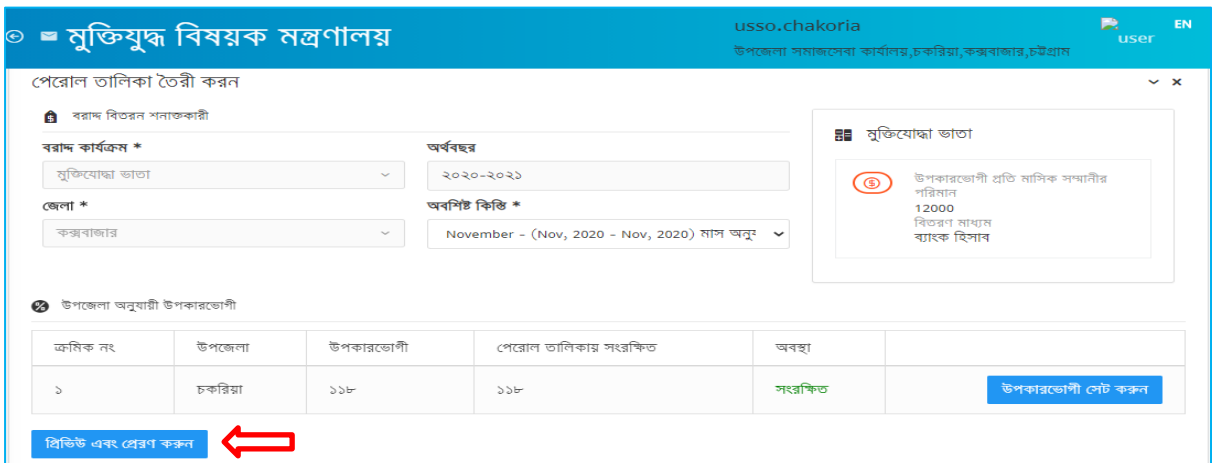 মুক্তিযুদ্ধ বিষয়ক মন্ত্রণালয়
usso.chakoria
উপজেলা সমাজসেবা কার্যালয়,চকরিয়া,কক্সবাজার,চট্টগ্রাম
user
EN
পেরোল তালিকা তৈরী করন
বরাদ্দ বিতরন শনাক্তকারী
বরাদ্দ কার্যক্রম *
অর্থবছর
মুক্তিযোদ্ধা ভাতা
২০২০-২০২১
জেলা *
অবশিষ্ট কিস্তি *
কক্সবাজার
November - (Nov, 2020 - Nov, 2020) মাস
মুক্তিযোদ্ধা ভাতা
উপকারভোগী প্রতি মাসিক সম্মানীর
পরিমান
12000
বিতরণ মাধ্যম
ব্যাংক হিসাব
উপজেলা অনুযায়ী উপকারভোগী
ক্রমিক নং উপজেলা উপকারভোগী পেরোল তালিকায় সংরক্ষিত অবস্থা
১ চকরিয়া ১১৮ ১১৮ সংরক্ষিত উপকারভোগী সেট করুন
প্রিভিউ এবং প্রেরণ করুন